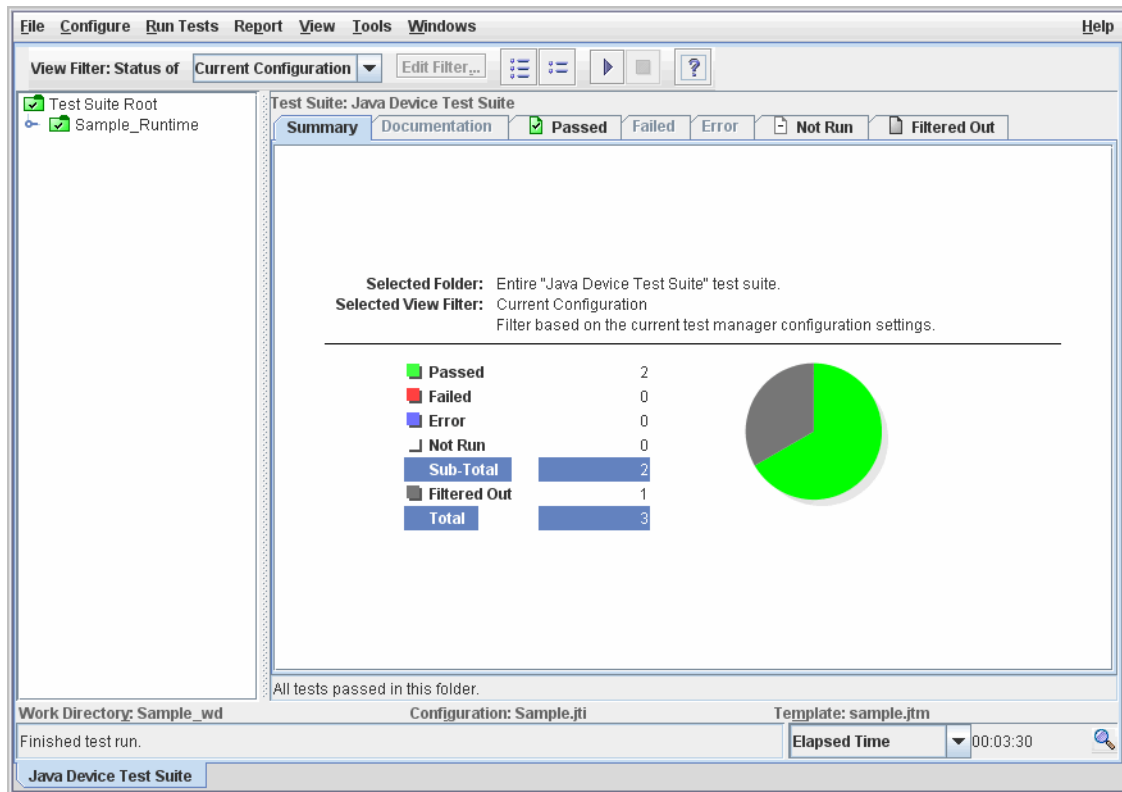 File Configure Run Tests Report View Tools Windows Help
View Filter: Status of Current Configuration Edit Filter...
Test Suite Root
Sample_Runtime
Test Suite: Java Device Test Suite
Summary Documentation Passed Failed Error Not Run Filtered Out
Selected Folder: Entire "Java Device Test Suite" test suite.
Selected View Filter: Current Configuration
Filter based on the current test manager configuration settings.
Passed 2
Failed 0
Error 0
Not Run 0
Sub-Total 2
Filtered Out 1
Total 3
All tests passed in this folder.
Work Directory: Sample_wd Configuration: Sample.jti Template: sample.jtm
Finished test run. Elapsed Time 00:03:30
Java Device Test Suite